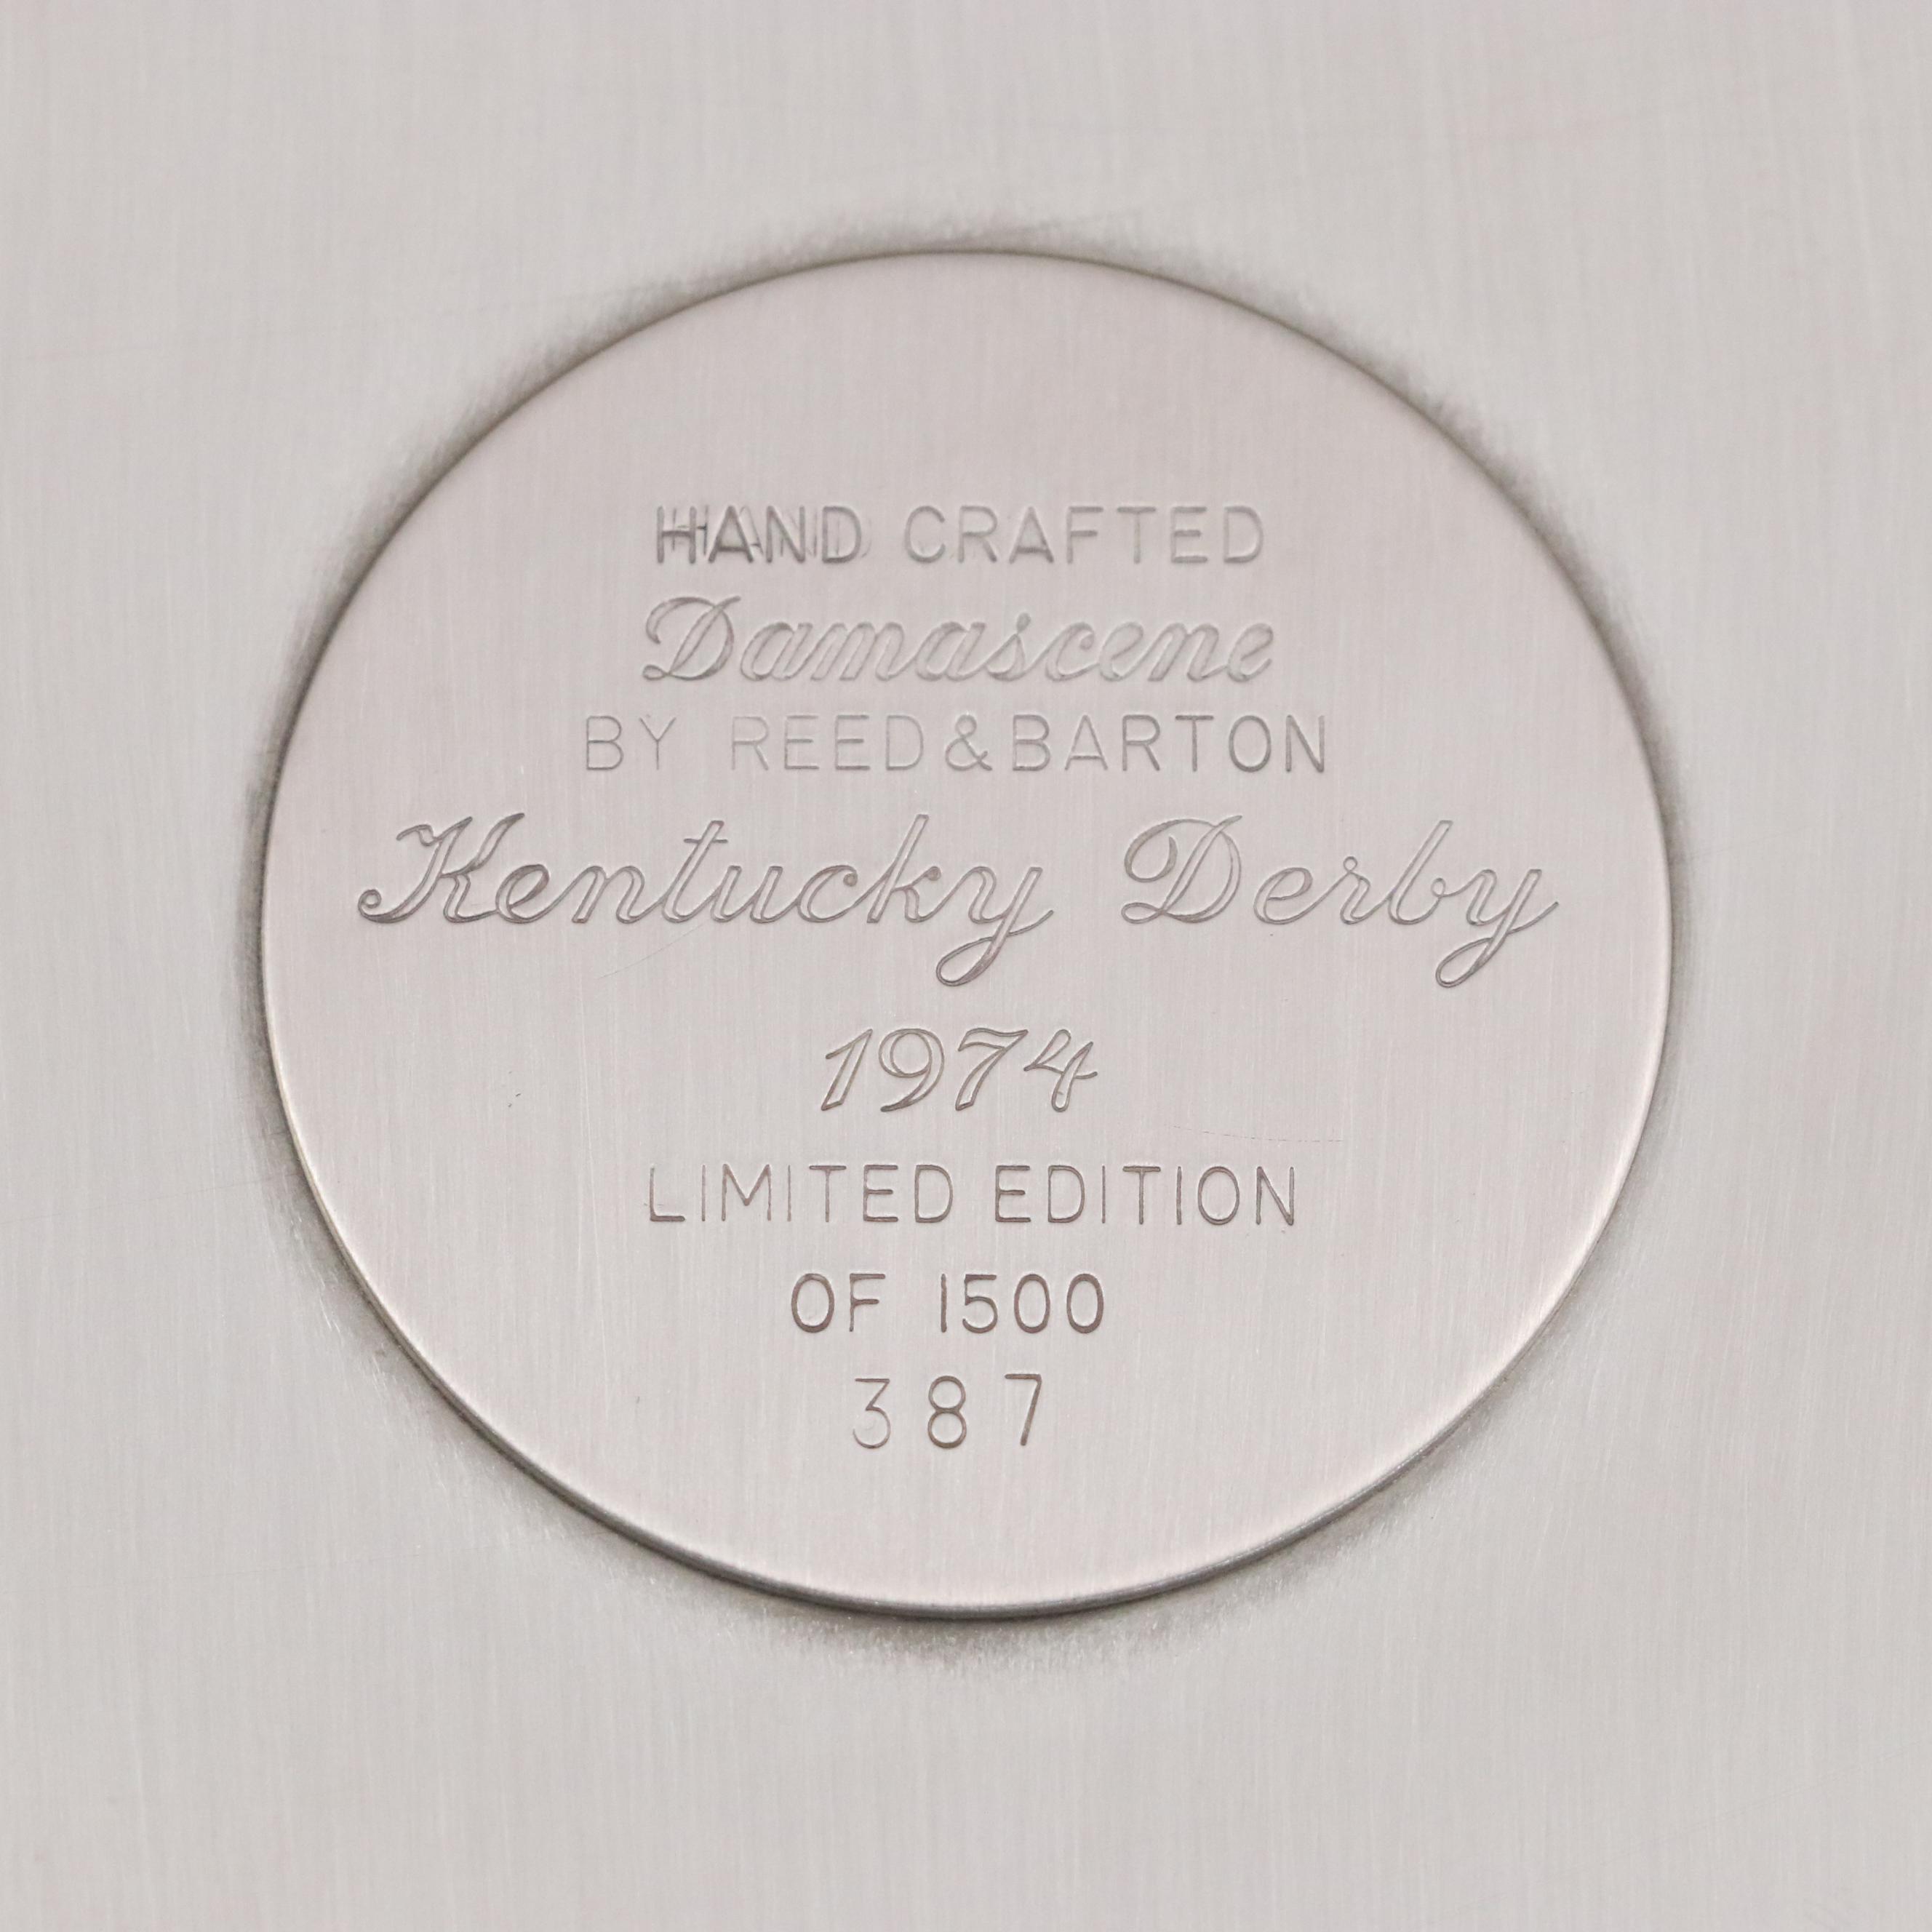 HAND CRAFTED
Damascene
BY REED & BARTON
Kentucky Derby
1974
LIMITED EDITION
OF 1500
387